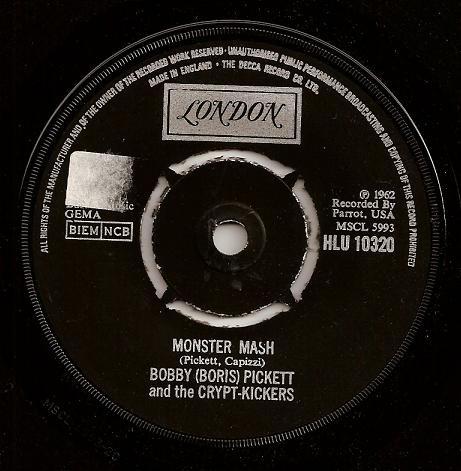 ALL RIGHTS OF THE MANUFACTURER AND OF THE OWNER OF THE RECORDED WORK RESERVED · UNAUTHORISED PUBLIC PERFORMANCE BROADCASTING AND COPYING OF THIS RECORD PROHIBITED
MADE IN ENGLAND · THE DECCA RECORD CO. LTD.
LONDON
GEMA
BIEM NCB
℗ 1962
Recorded By
Parrot, USA
MSCL 5993
HLU 10320
MONSTER MASH
(Pickett, Capizzi)
BOBBY (BORIS) PICKETT
and the CRYPT-KICKERS